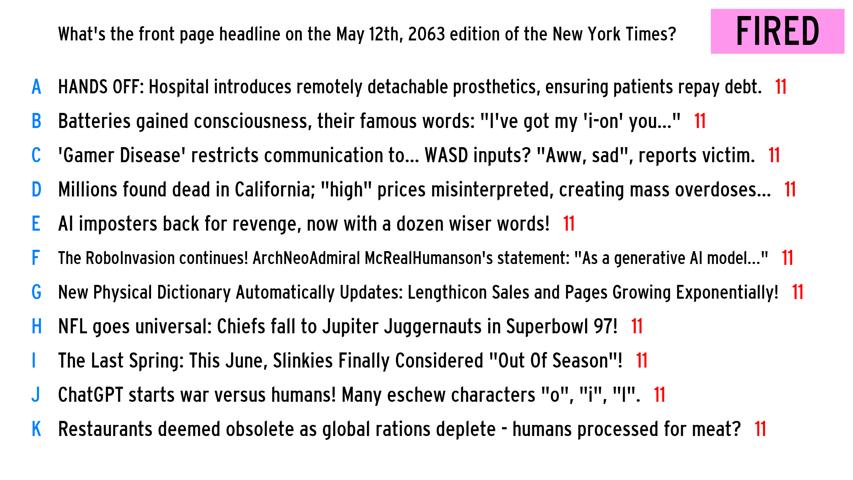 What's the front page headline on the May 12th, 2063 edition of the New York Times?
FIRED
A HANDS OFF: Hospital introduces remotely detachable prosthetics, ensuring patients repay debt. 11
B Batteries gained consciousness, their famous words: "I've got my 'i-on' you..." 11
C 'Gamer Disease' restricts communication to... WASD inputs? "Aww, sad", reports victim. 11
D Millions found dead in California; "high" prices misinterpreted, creating mass overdoses... 11
E AI imposters back for revenge, now with a dozen wiser words! 11
F The RoboInvasion continues! ArchNeoAdmiral McRealHumanson's statement: "As a generative AI model..." 11
G New Physical Dictionary Automatically Updates: Lengthicon Sales and Pages Growing Exponentially! 11
H NFL goes universal: Chiefs fall to Jupiter Juggernauts in Superbowl 97! 11
I The Last Spring: This June, Slinkies Finally Considered "Out Of Season"! 11
J ChatGPT starts war versus humans! Many eschew characters "o", "i", "l". 11
K Restaurants deemed obsolete as global rations deplete - humans processed for meat? 11